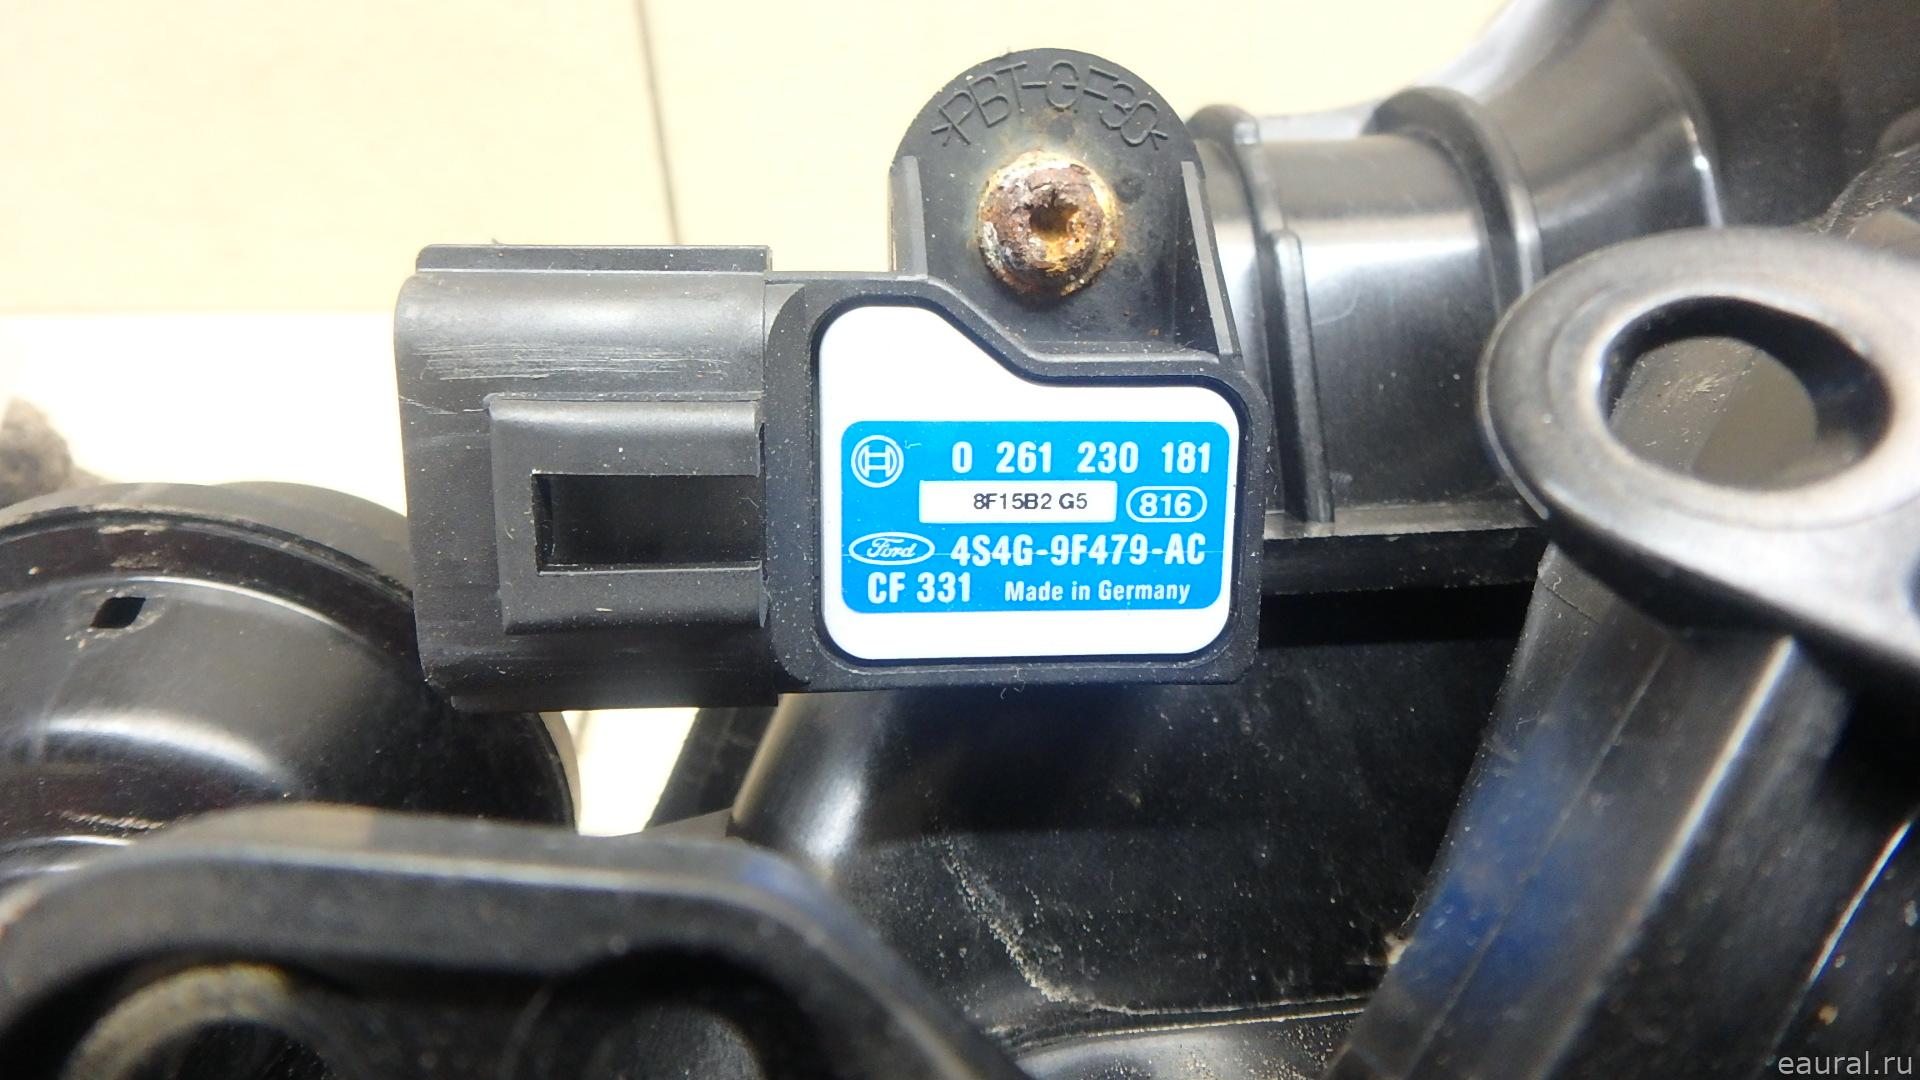 *PBT-GF30*
0 261 230 181
8F15B2 G5 816
Ford 4S4G-9F479-AC
CF 331 Made in Germany
eaural.ru